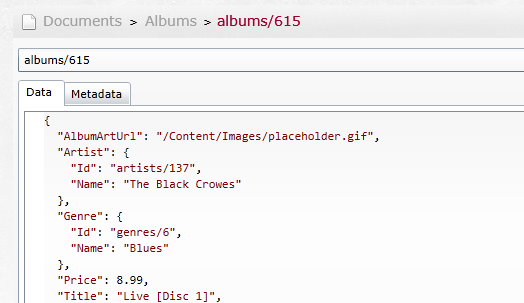 Documents > Albums > albums/615
albums/615
Data Metadata
{
"AlbumArtUrl": "/Content/Images/placeholder.gif",
"Artist": {
"Id": "artists/137",
"Name": "The Black Crowes"
},
"Genre": {
"Id": "genres/6",
"Name": "Blues"
},
"Price": 8.99,
"Title": "Live [Disc 1]",